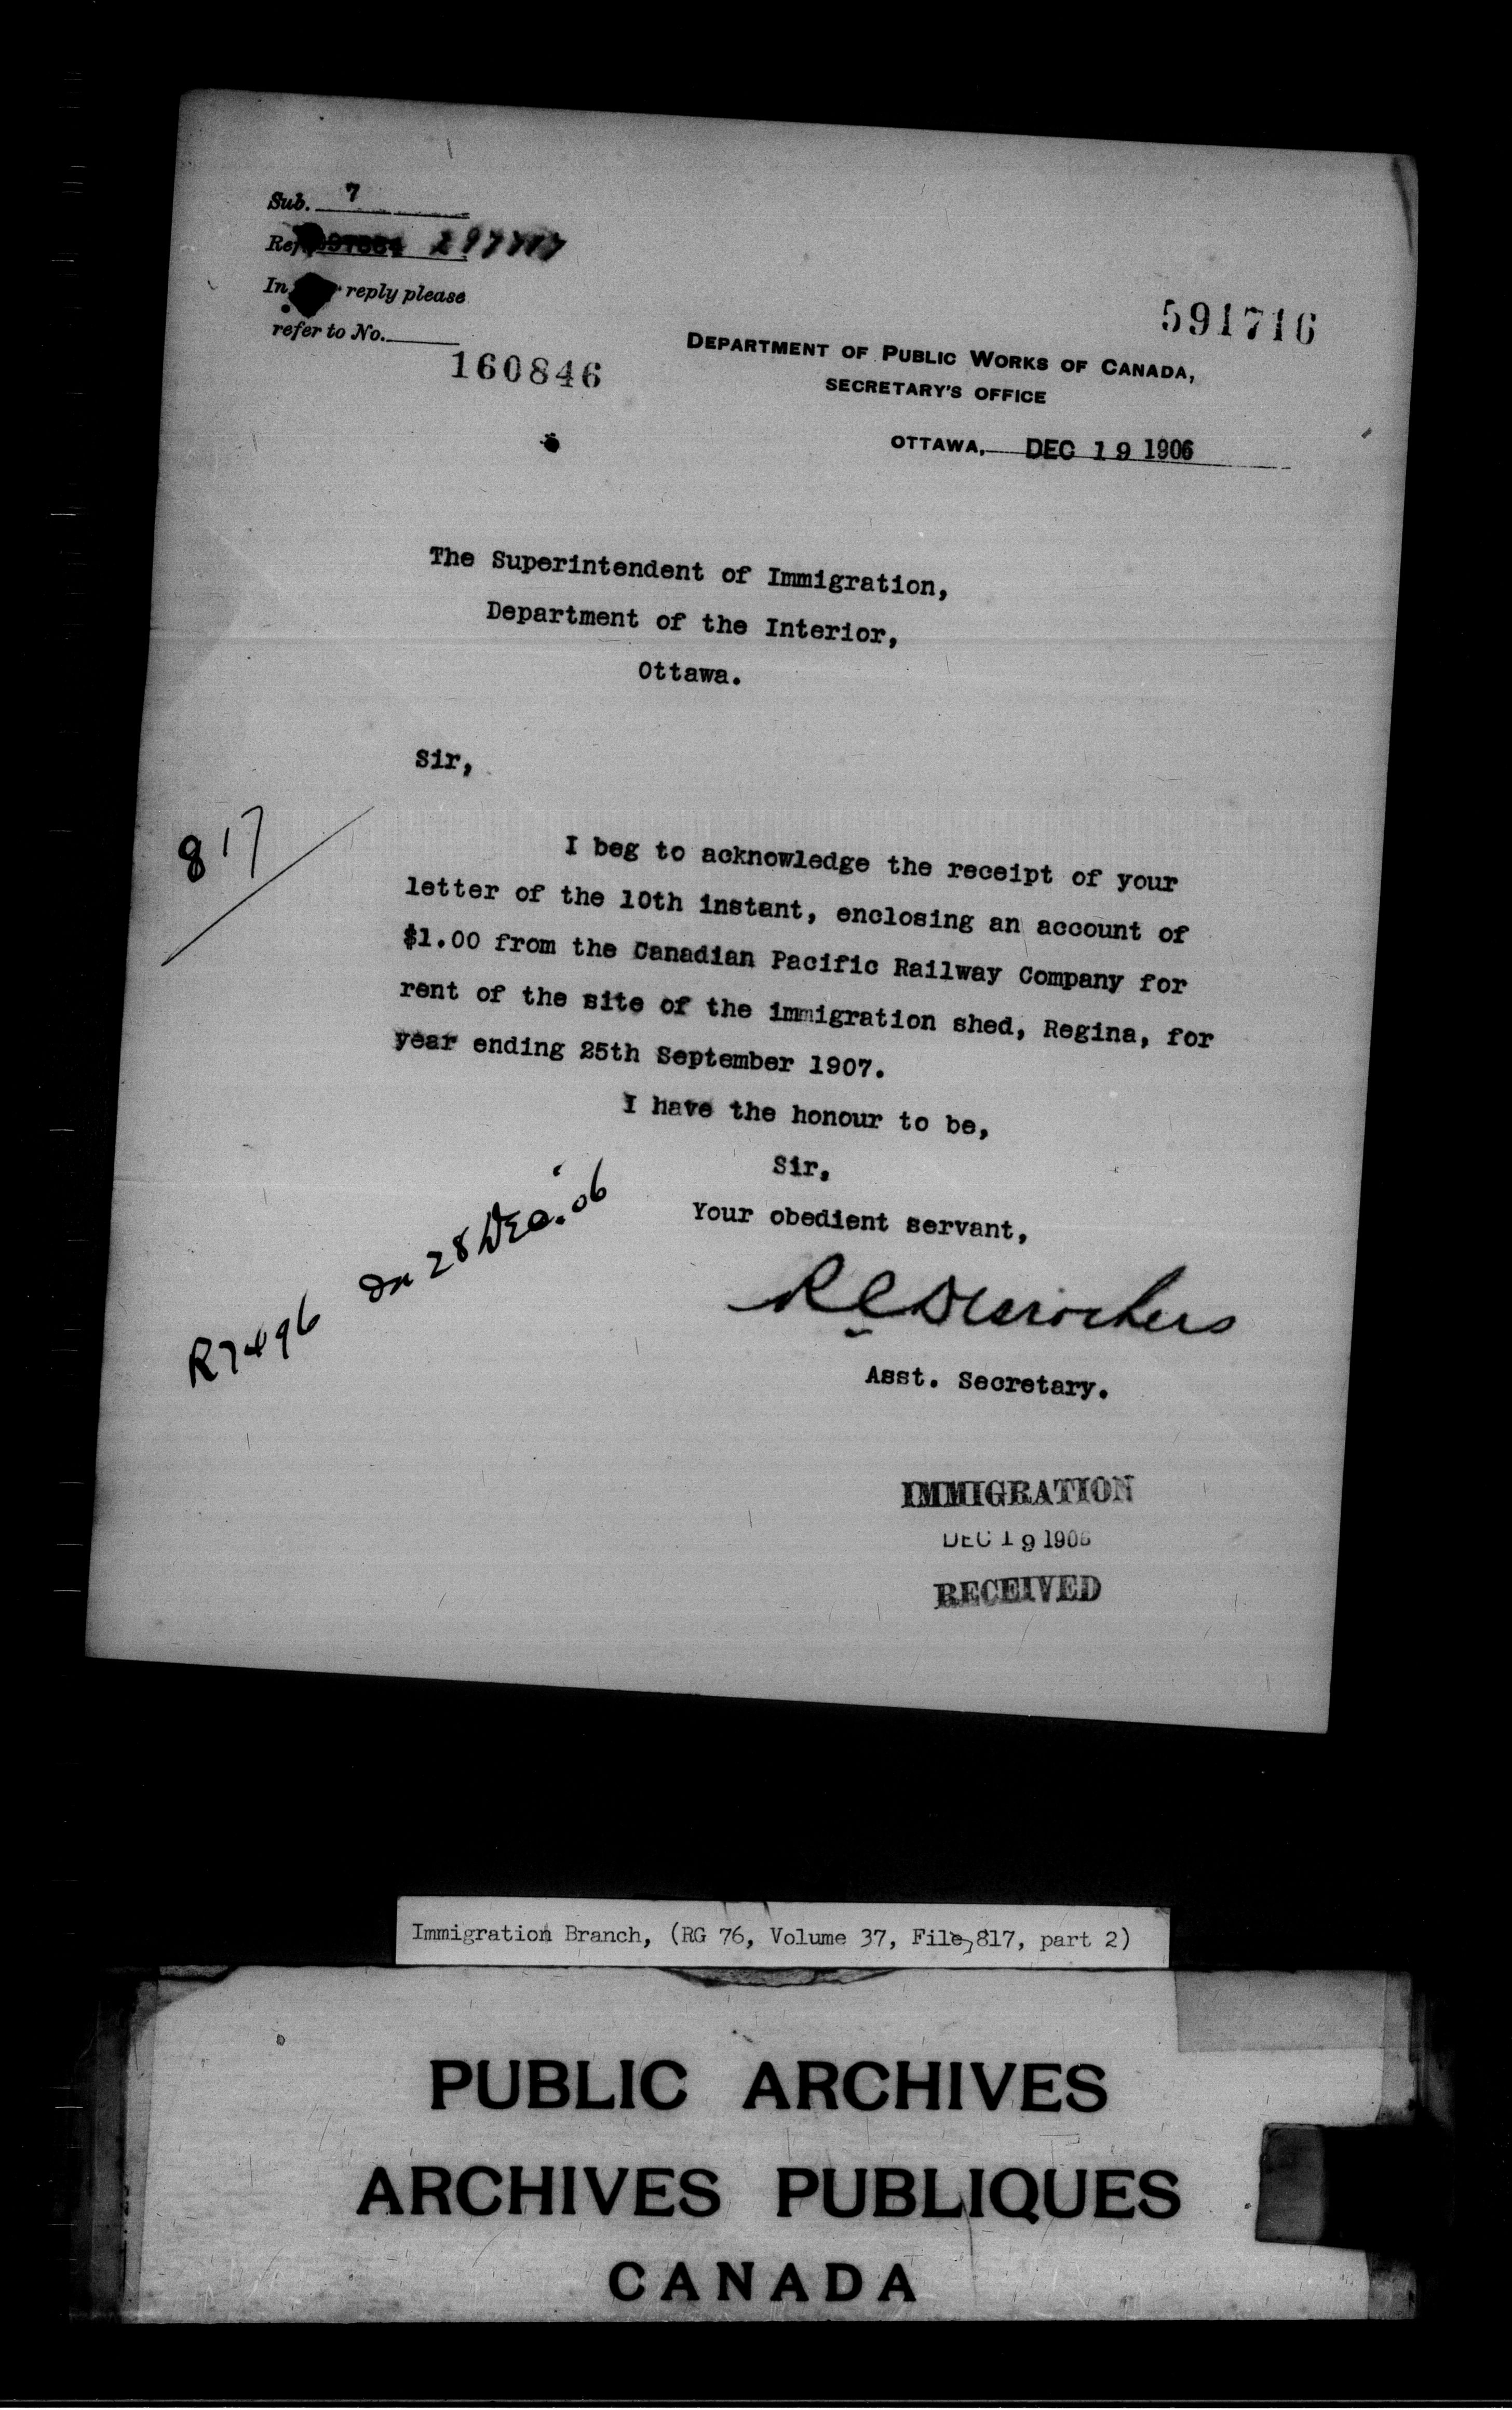 Sub. 7
Ref. 297717
In reply please
refer to No.
160846
591716
DEPARTMENT OF PUBLIC WORKS OF CANADA,
SECRETARY'S OFFICE
OTTAWA, DEC 19 1906
The Superintendent of Immigration,
Department of the Interior,
Ottawa.
Sir,
817
I beg to acknowledge the receipt of your
letter of the 10th instant, enclosing an account of
$1.00 from the Canadian Pacific Railway Company for
rent of the site of the immigration shed, Regina, for
year ending 25th September 1907.
I have the honour to be,
Sir,
Your obedient servant,
R7496 28 Dec. '06
RC Desrochers
Asst. Secretary.
IMMIGRATION
DEC 19 1906
RECEIVED
Immigration Branch, (RG 76, Volume 37, File 817, part 2)
PUBLIC ARCHIVES
ARCHIVES PUBLIQUES
CANADA